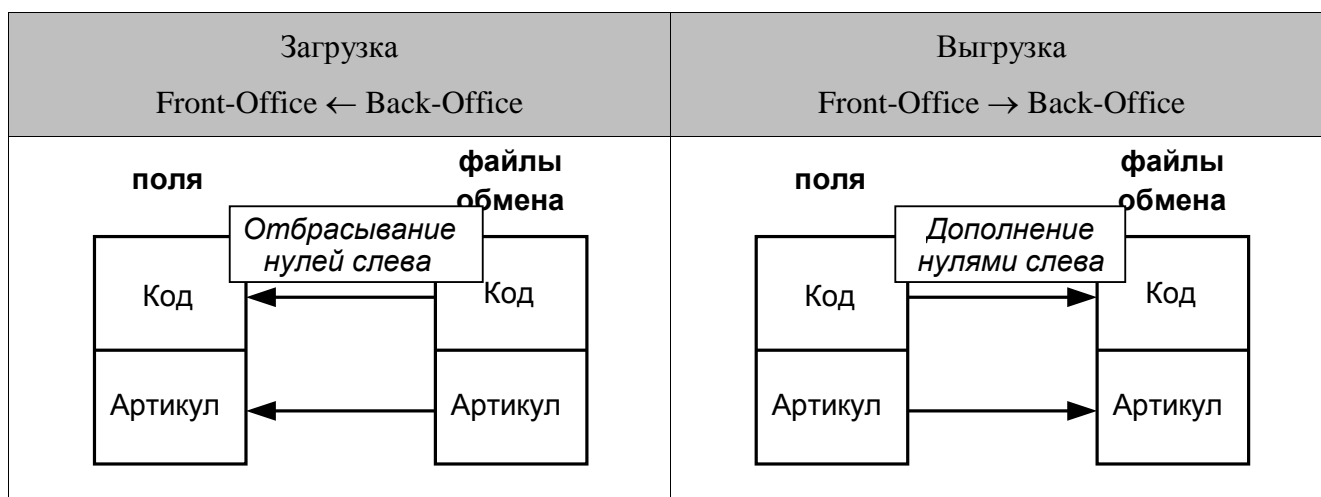 Загрузка
Front-Office ← Back-Office
Выгрузка
Front-Office → Back-Office
поля
файлы
обмена
Отбрасывание
нулей слева
Код
Код
Артикул
Артикул
поля
файлы
обмена
Дополнение
нулями слева
Код
Код
Артикул
Артикул